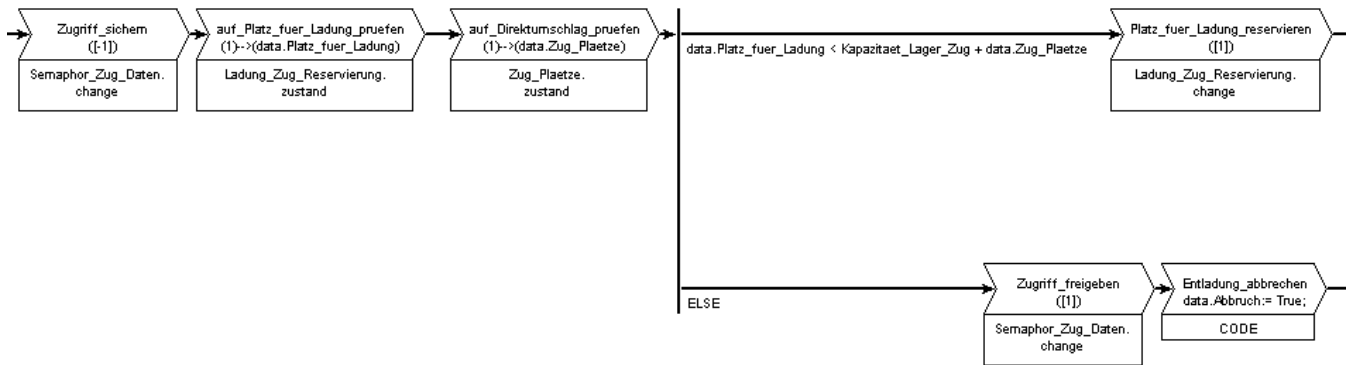 Zugriff_sichern
([-1])
Semaphor_Zug_Daten.
change
auf_Platz_fuer_Ladung_pruefen
(1)-->(data.Platz_fuer_Ladung)
Ladung_Zug_Reservierung.
zustand
auf_Direktumschlag_pruefen
(1)-->(data.Zug_Plaetze)
Zug_Plaetze.
zustand
data.Platz_fuer_Ladung < Kapazitaet_Lager_Zug + data.Zug_Plaetze
Platz_fuer_Ladung_reservieren
([1])
Ladung_Zug_Reservierung.
change
ELSE
Zugriff_freigeben
([1])
Semaphor_Zug_Daten.
change
Entladung_abbrechen
data.Abbruch:= True;
CODE